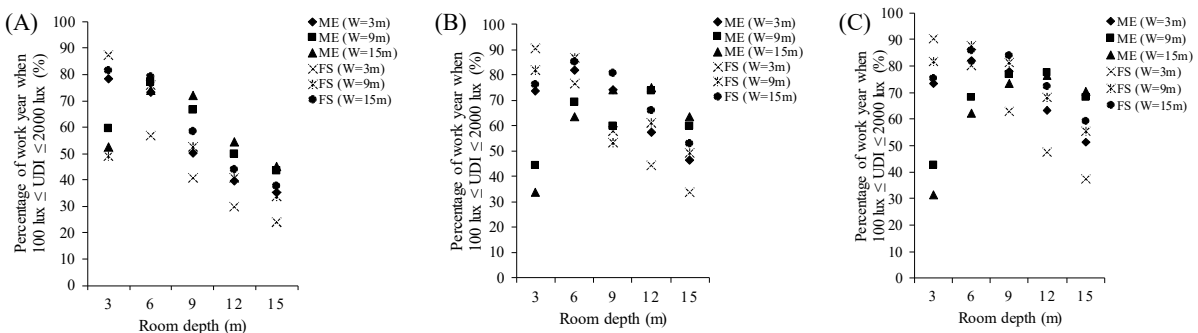 (A)
Percentage of work year when
100 lux ≤ UDI ≤2000 lux (%)
100
90
80
70
60
50
40
30
20
10
0
3 6 9 12 15
Room depth (m)
ME (W=3m)
ME (W=9m)
ME (W=15m)
FS (W=3m)
FS (W=9m)
FS (W=15m)
(B)
Percentage of work year when
100 lux ≤ UDI ≤2000 lux (%)
100
90
80
70
60
50
40
30
20
10
0
3 6 9 12 15
Room depth (m)
ME (W=3m)
ME (W=9m)
ME (W=15m)
FS (W=3m)
FS (W=9m)
FS (W=15m)
(C)
Percentage of work year when
100 lux ≤ UDI ≤2000 lux (%)
100
90
80
70
60
50
40
30
20
10
0
3 6 9 12 15
Room depth (m)
ME (W=3m)
ME (W=9m)
ME (W=15m)
FS (W=3m)
FS (W=9m)
FS (W=15m)